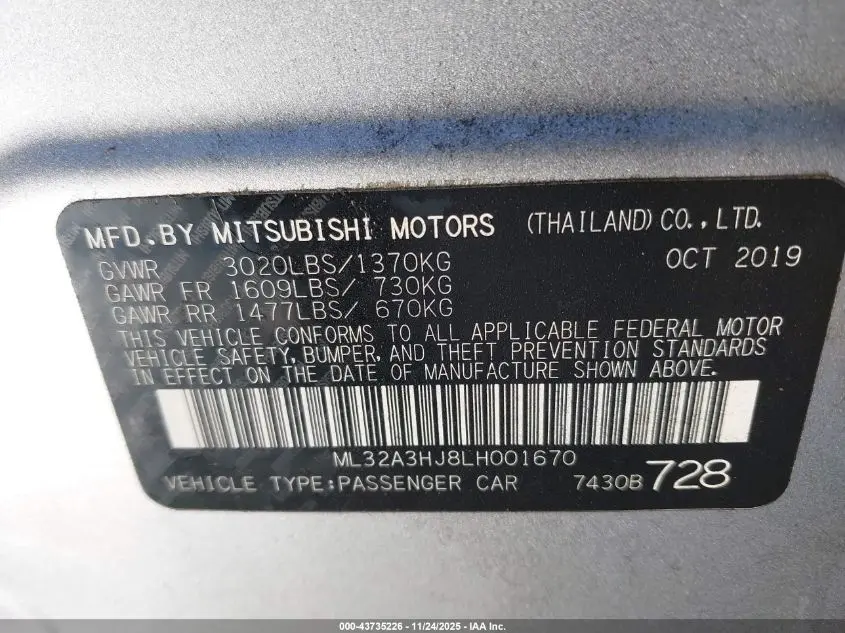 MFD.BY MITSUBISHI MOTORS (THAILAND) CO.,LTD.
GVWR 3020LBS/1370KG OCT 2019
GAWR FR 1609LBS/ 730KG
GAWR RR 1477LBS/ 670KG
THIS VEHICLE CONFORMS TO ALL APPLICABLE FEDERAL MOTOR
VEHICLE SAFETY, BUMPER, AND THEFT PREVENTION STANDARDS
IN EFFECT ON THE DATE OF MANUFACTURE SHOWN ABOVE.
ML32A3HJ8LH001670
VEHICLE TYPE:PASSENGER CAR 7430B 728
000-43735226 - 11/24/2025 - IAA Inc.